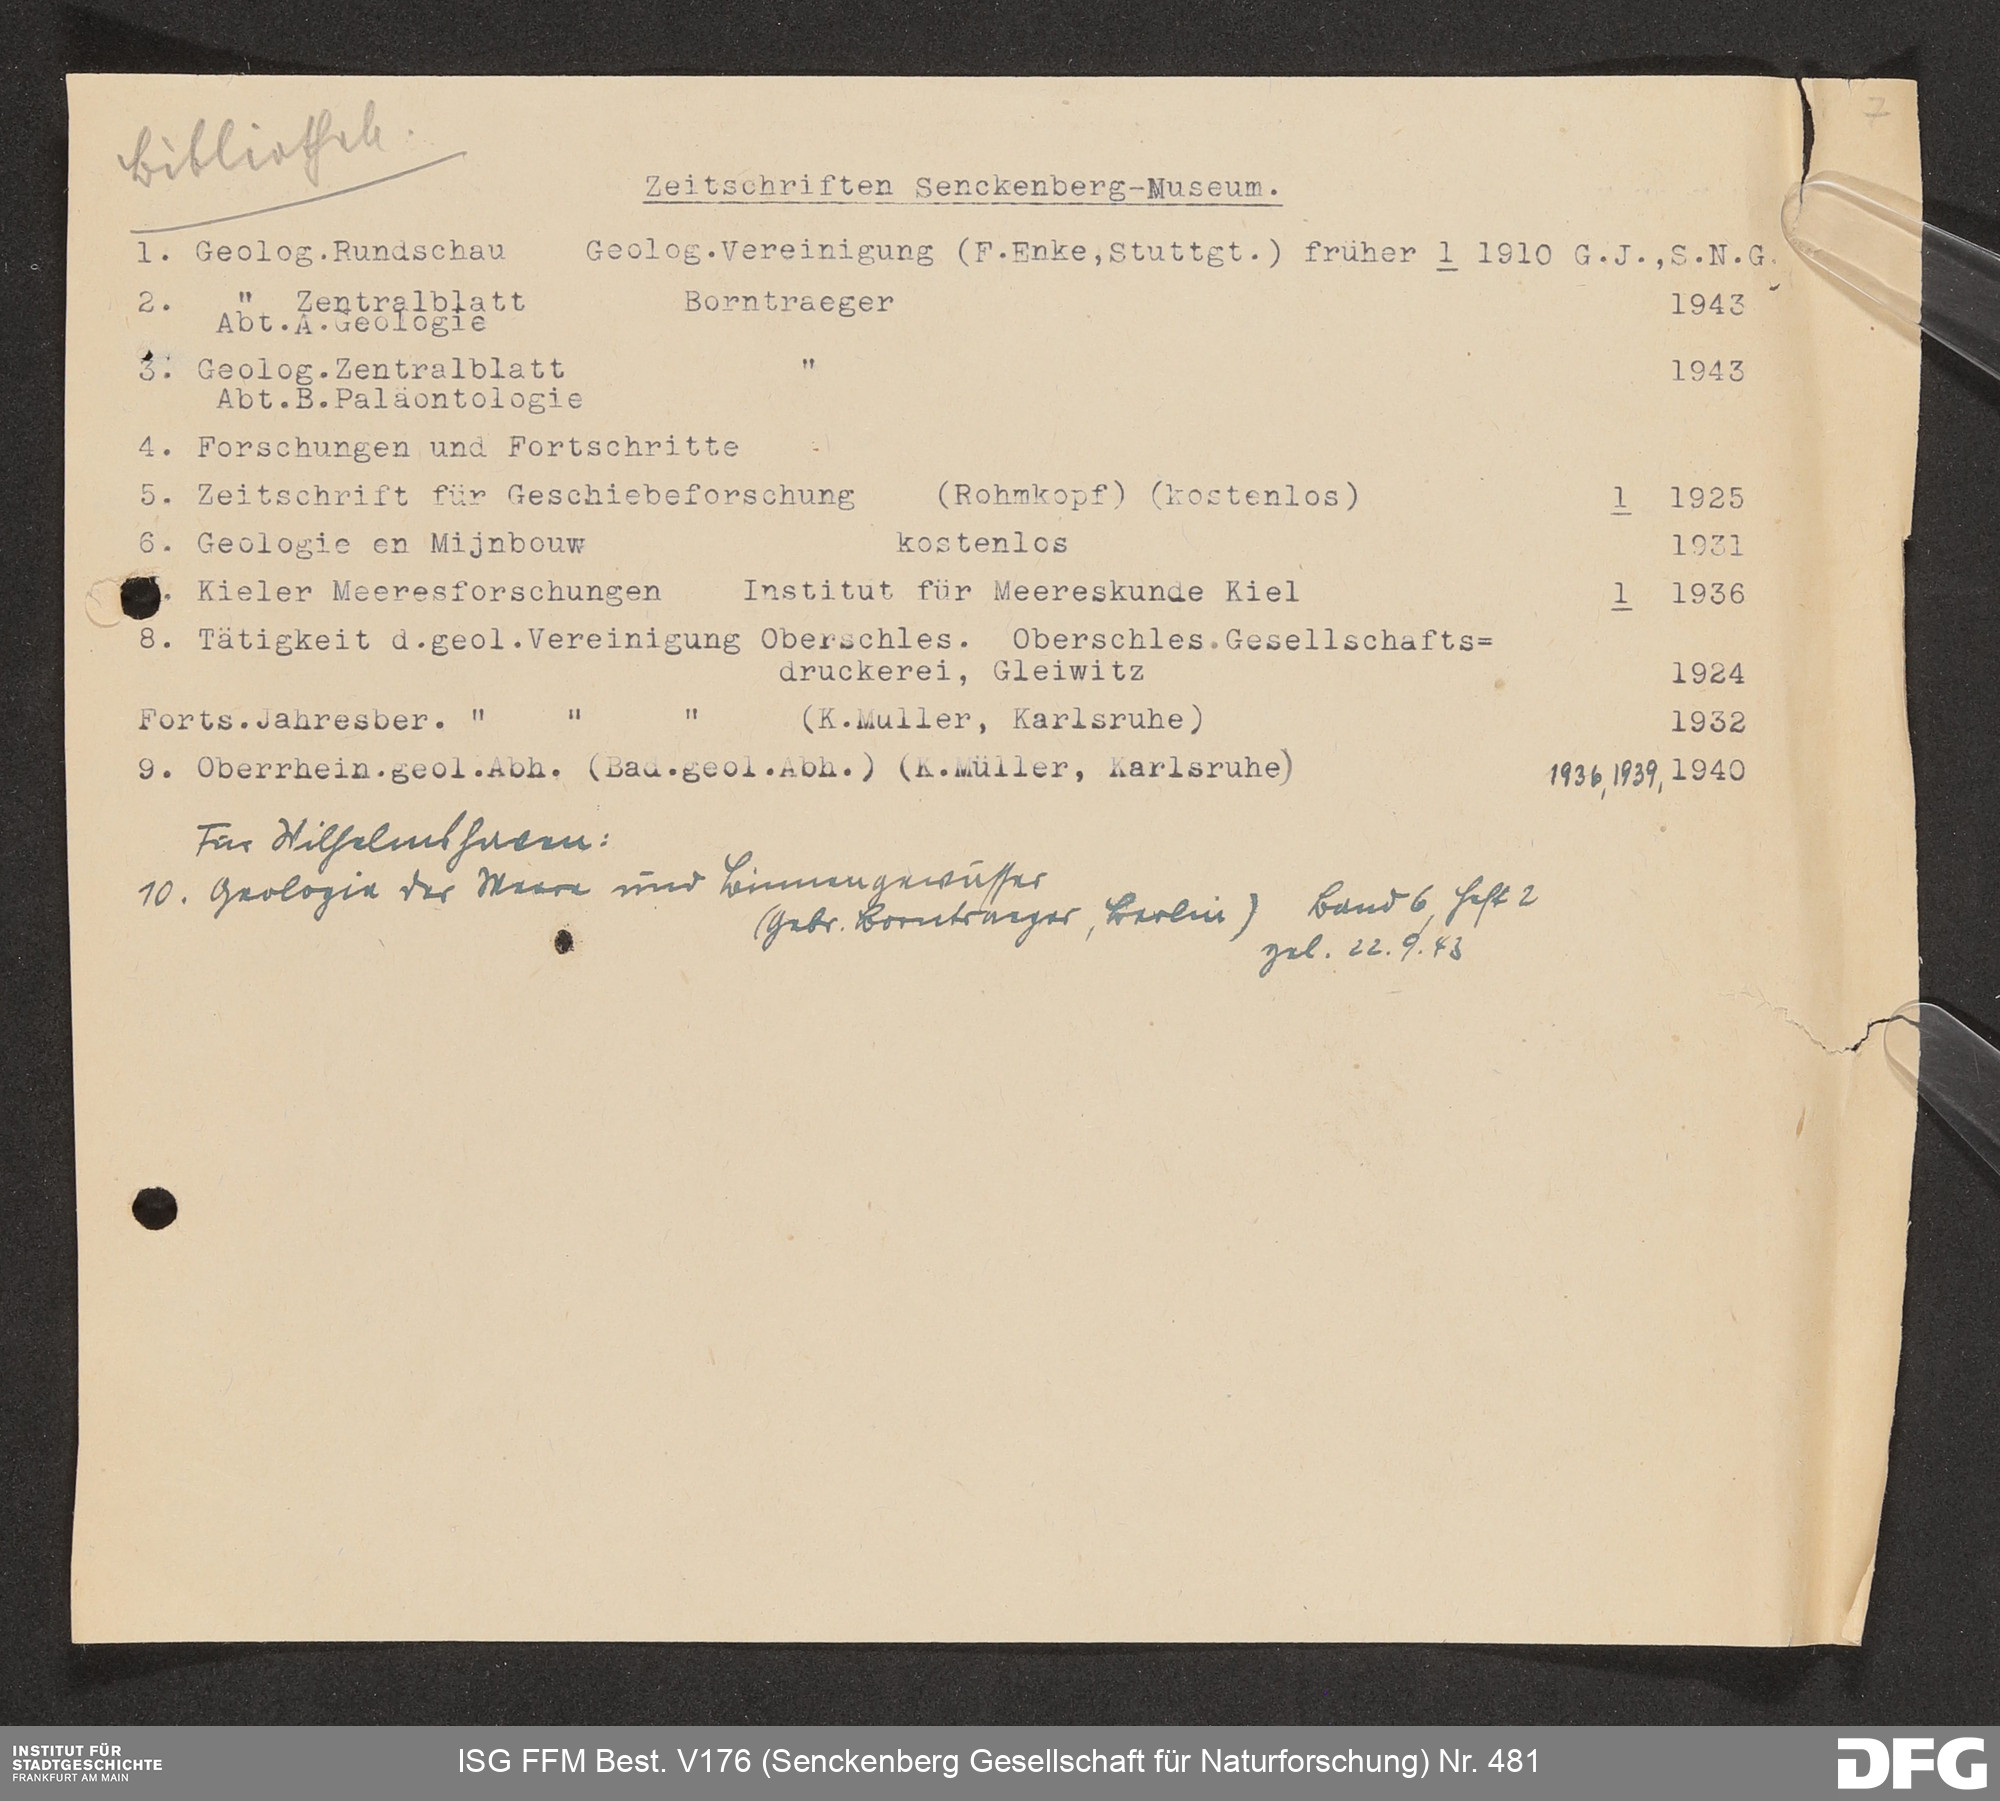 Bibliothek.
7
Zeitschriften Senckenberg-Museum.
1. Geolog.Rundschau Geolog.Vereinigung (F.Enke,Stuttgt.) früher 1 1910 G.J.,S.N.G.
2. " Zentralblatt Borntraeger 1943
Abt.A.Geologie
3. Geolog.Zentralblatt " 1943
Abt.B.Paläontologie
4. Forschungen und Fortschritte
5. Zeitschrift für Geschiebeforschung (Rohmkopf) (kostenlos) 1 1925
6. Geologie en Mijnbouw kostenlos 1931
. Kieler Meeresforschungen Institut für Meereskunde Kiel 1 1936
8. Tätigkeit d.geol.Vereinigung Oberschles. Oberschles.Gesellschafts=
druckerei, Gleiwitz 1924
Forts.Jahresber. " " " (K.Muller, Karlsruhe) 1932
9. Oberrhein.geol.Abh. (Bad.geol.Abh.) (K.Müller, Karlsruhe) 1936, 1939, 1940
Für Wilhelmshaven:
10. Geologie der Meere und Binnengewässer
(Gebr. Borntraeger, Berlin) Band 6, Heft 2
gel. 22.9.43
INSTITUT FÜR
STADTGESCHICHTE
FRANKFURT AM MAIN
ISG FFM Best. V176 (Senckenberg Gesellschaft für Naturforschung) Nr. 481
DFG